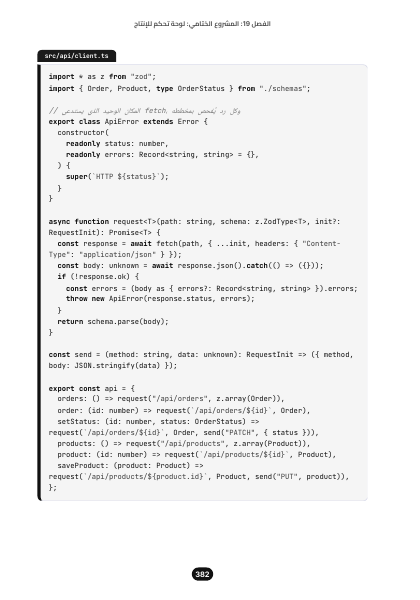 الفصل 19: المشروع الختامي: لوحة تحكم للإنتاج
src/api/client.ts
import * as z from "zod";
import { Order, Product, type OrderStatus } from "./schemas";
// المكان الوحيد الذي يستدعي fetch، وكل رد يُفحص بمخططه
export class ApiError extends Error {
constructor(
readonly status: number,
readonly errors: Record<string, string> = {},
) {
super(`HTTP ${status}`);
}
}
async function request<T>(path: string, schema: z.ZodType<T>, init?:
RequestInit): Promise<T> {
const response = await fetch(path, { ...init, headers: { "Content-
Type": "application/json" } });
const body: unknown = await response.json().catch(() => ({}));
if (!response.ok) {
const errors = (body as { errors?: Record<string, string> }).errors;
throw new ApiError(response.status, errors);
}
return schema.parse(body);
}
const send = (method: string, data: unknown): RequestInit => ({ method,
body: JSON.stringify(data) });
export const api = {
orders: () => request("/api/orders", z.array(Order)),
order: (id: number) => request(`/api/orders/${id}`, Order),
setStatus: (id: number, status: OrderStatus) =>
request(`/api/orders/${id}`, Order, send("PATCH", { status })),
products: () => request("/api/products", z.array(Product)),
product: (id: number) => request(`/api/products/${id}`, Product),
saveProduct: (product: Product) =>
request(`/api/products/${product.id}`, Product, send("PUT", product)),
};
382